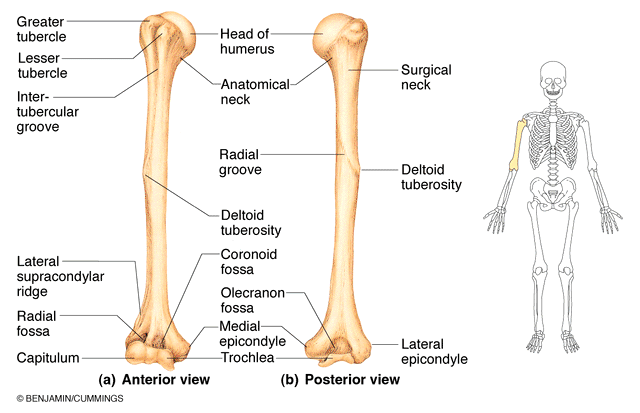 Greater
tubercle
Lesser
tubercle
Inter-
tubercular
groove
Head of
humerus
Anatomical
neck
Surgical
neck
Radial
groove
Deltoid
tuberosity
Deltoid
tuberosity
Coronoid
fossa
Lateral
supracondylar
ridge
Olecranon
fossa
Radial
fossa
Medial
epicondyle
Capitulum
Trochlea
Lateral
epicondyle
(a) Anterior view
(b) Posterior view
© BENJAMIN/CUMMINGS